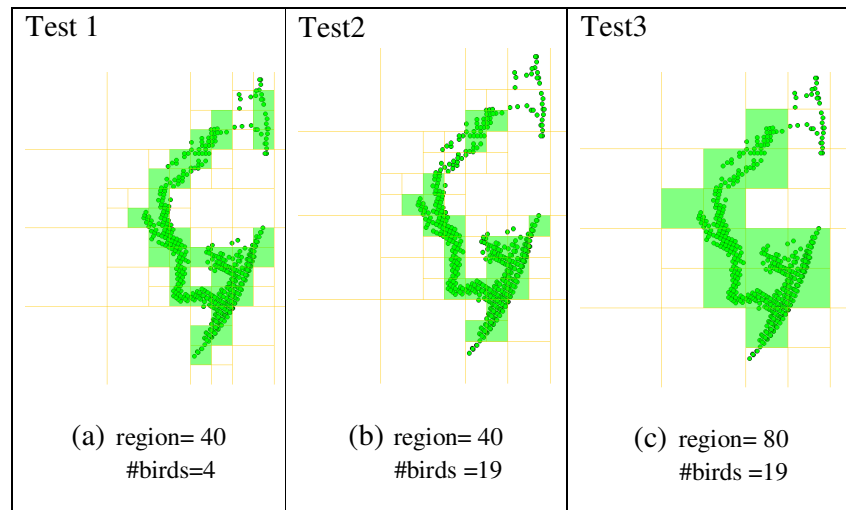 Test 1
Test2
Test3
(a) region= 40
#birds=4
(b) region= 40
#birds =19
(c) region= 80
#birds =19